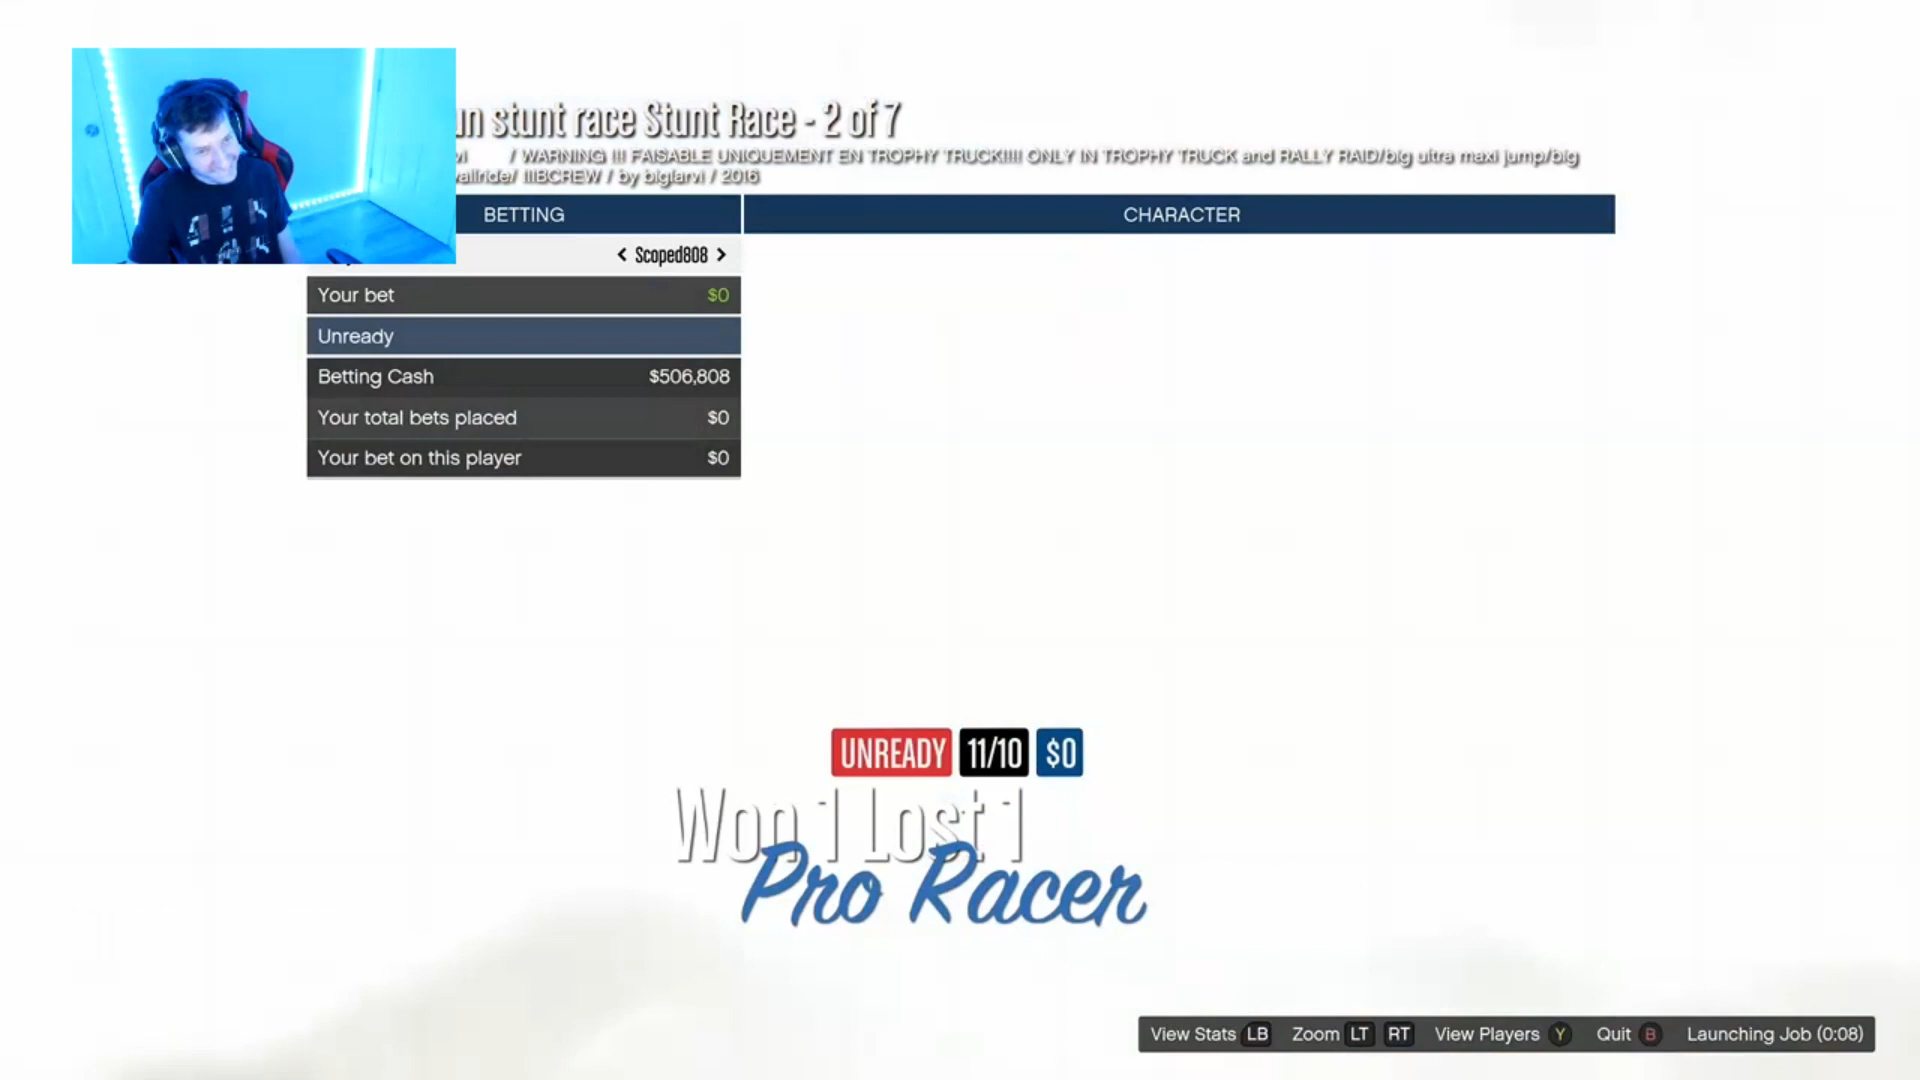 un stunt race Stunt Race - 2 of 7
/ WARNING !!! FAISABLE UNIQUEMENT EN TROPHY TRUCK!!!! ONLY IN TROPHY TRUCK and RALLY RAID/big ultra maxi jump/big
wallride/ IIIBCREW / by biglarvi / 2016
BETTING
CHARACTER
< Scoped808 >
Your bet $0
Unready
Betting Cash $506,808
Your total bets placed $0
Your bet on this player $0
UNREADY 11/10 $0
Won 1 Lost 1
Pro Racer
View Stats LB Zoom LT RT View Players Y Quit B Launching Job (0:08)